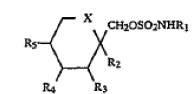 X
CH₂OSO₂NHR₁
R₅
R₂
R₄
R₃